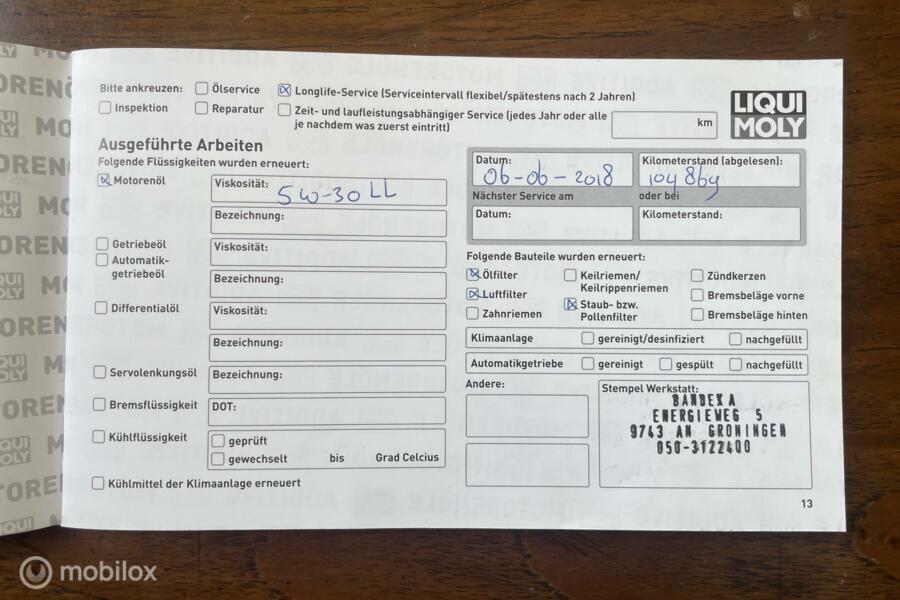 Bitte ankreuzen: Ölservice Longlife-Service (Serviceintervall flexibel/spätestens nach 2 Jahren)
Inspektion Reparatur Zeit- und laufleistungsabhängiger Service (jedes Jahr oder alle
je nachdem was zuerst eintritt) km
LIQUI
MOLY
Ausgeführte Arbeiten
Folgende Flüssigkeiten wurden erneuert:
Motorenöl
Viskosität: 5W-30 LL
Bezeichnung:
Getriebeöl
Viskosität:
Automatik-
getriebeöl
Bezeichnung:
Differentialöl
Viskosität:
Bezeichnung:
Servolenkungsöl
Bezeichnung:
Bremsflüssigkeit
DOT:
Kühlflüssigkeit
geprüft
gewechselt bis Grad Celcius
Kühlmittel der Klimaanlage erneuert
Datum: 06-06-2018
Kilometerstand (abgelesen): 104869
Nächster Service am oder bei
Datum: Kilometerstand:
Folgende Bauteile wurden erneuert:
Ölfilter Keilriemen/
Keilrippenriemen
Zündkerzen
Luftfilter Staub- bzw.
Pollenfilter
Bremsbeläge vorne
Zahnriemen Bremsbeläge hinten
Klimaanlage gereinigt/desinfiziert nachgefüllt
Automatikgetriebe gereinigt gespült nachgefüllt
Andere:
Stempel Werkstatt:
BANDEXA
ENERGIEWEG 5
9743 AN GRONINGEN
050-3122400
13
mobilox